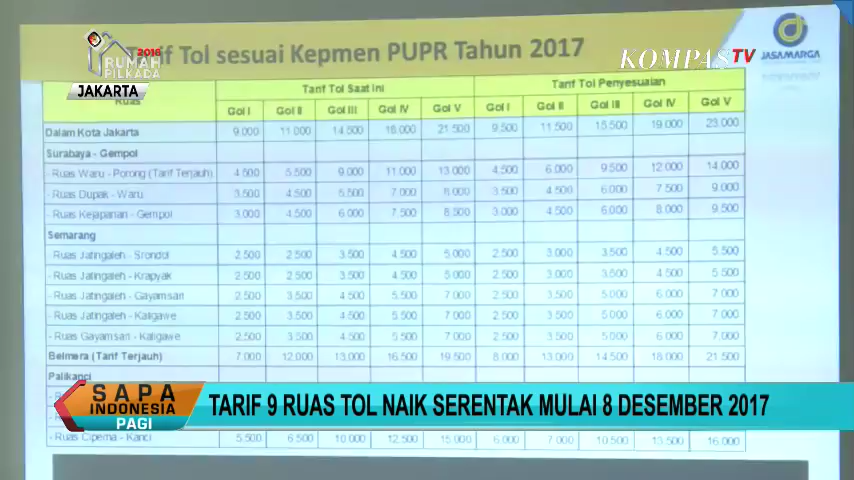 Tarif Tol sesuai Kepmen PUPR Tahun 2017
2018
RUMAH
PILKADA
JAKARTA
KOMPAS TV
JASAMARGA
Ruas Tarif Tol Saat Ini Tarif Tol Penyesuaian
Gol I Gol II Gol III Gol IV Gol V Gol I Gol II Gol III Gol IV Gol V
Dalam Kota Jakarta 9.000 11.000 14.500 18.000 21.500 9.500 11.500 15.500 19.000 23.000
Surabaya - Gempol
- Ruas Waru - Porong (Tarif Terjauh) 4.500 5.500 9.000 11.000 13.000 4.500 6.000 9.500 12.000 14.000
- Ruas Dupak - Waru 3.500 4.500 5.500 7.000 8.000 3.500 4.500 6.000 7.500 9.000
- Ruas Kejapanan - Gempol 3.000 4.500 6.000 7.500 8.500 3.000 4.500 6.000 8.000 9.500
Semarang
- Ruas Jatingaleh - Srondol 2.500 2.500 3.500 4.500 5.000 2.500 3.000 3.500 4.500 5.500
- Ruas Jatingaleh - Krapyak 2.500 2.500 3.500 4.500 5.000 2.500 3.000 3.500 4.500 5.500
- Ruas Jatingaleh - Gayamsari 2.500 3.500 4.500 5.500 7.000 2.500 3.500 5.000 6.000 7.000
- Ruas Jatingaleh - Kaligawe 2.500 3.500 4.500 5.500 7.000 2.500 3.500 5.000 6.000 7.000
- Ruas Gayamsari - Kaligawe 2.500 3.500 4.500 5.500 7.000 2.500 3.500 5.000 6.000 7.000
Belmera (Tarif Terjauh) 7.000 12.000 13.000 16.500 19.500 8.000 13.000 14.500 18.000 21.500
Palikanci
SAPA
INDONESIA
PAGI
TARIF 9 RUAS TOL NAIK SERENTAK MULAI 8 DESEMBER 2017
- Ruas Ciperna - Kanci 5.500 6.500 10.000 12.500 15.000 6.000 7.000 10.500 13.500 16.000